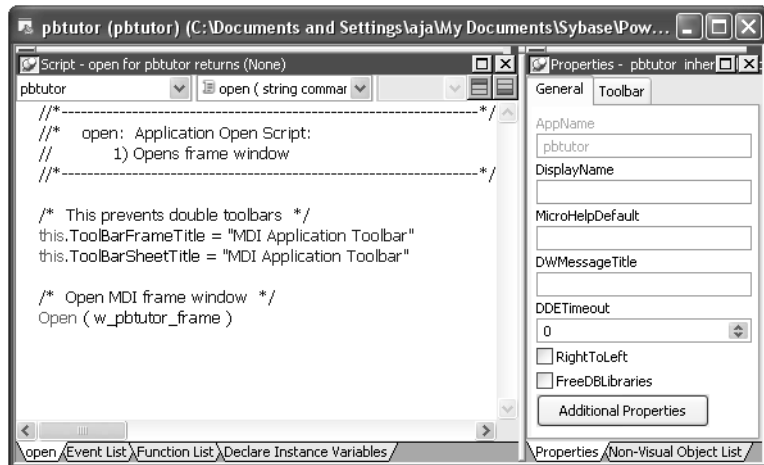 pbtutor (pbtutor) (C:\Documents and Settings\aja\My Documents\Sybase\Pow...
Script - open for pbtutor returns (None)
pbtutor
open ( string commar
//*-----------------------------------------------------------*/
//* open: Application Open Script:
// 1) Opens frame window
//*-----------------------------------------------------------*/
/* This prevents double toolbars */
this.ToolBarFrameTitle = "MDI Application Toolbar"
this.ToolBarSheetTitle = "MDI Application Toolbar"
/* Open MDI frame window */
Open ( w_pbtutor_frame )
open Event List Function List Declare Instance Variables
Properties - pbtutor inher
General Toolbar
AppName
pbtutor
DisplayName
MicroHelpDefault
DWMessageTitle
DDETimeout
0
RightToLeft
FreeDBLibraries
Additional Properties
Properties Non-Visual Object List